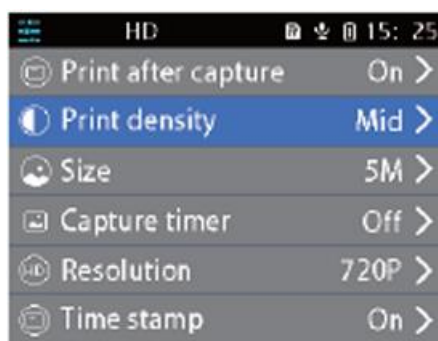 HD 15: 25
Print after capture On >
Print density Mid >
Size 5M >
Capture timer Off >
HD Resolution 720P >
Time stamp On >